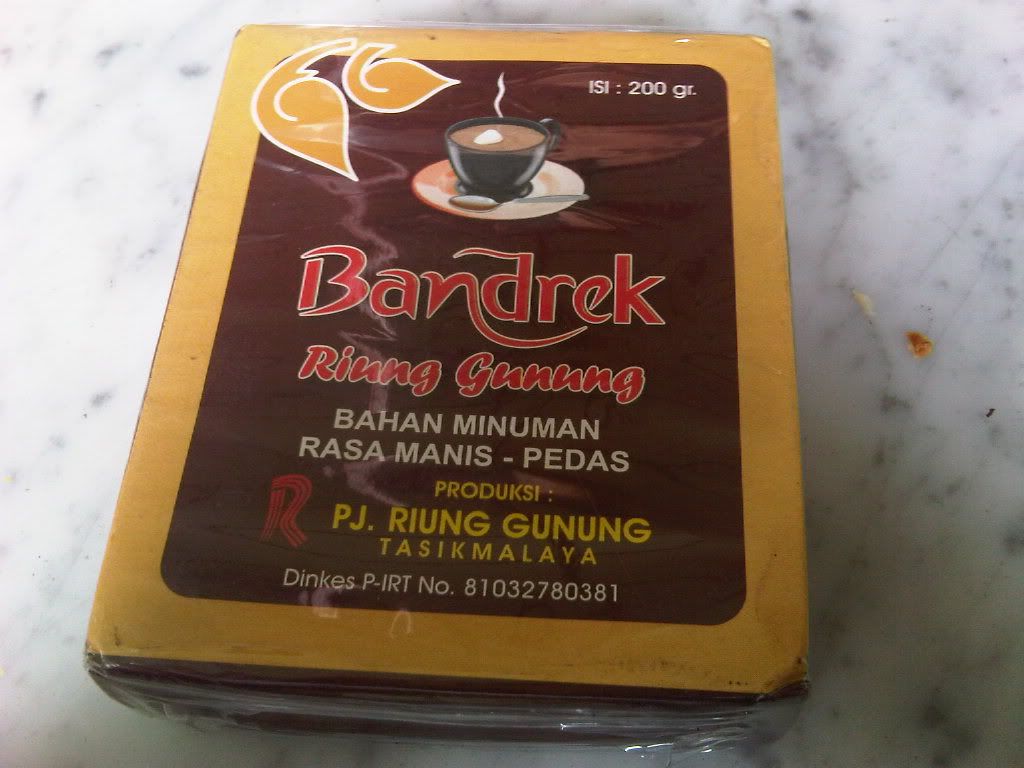 ISI : 200 gr.
Bandrek
Riung Gunung
BAHAN MINUMAN
RASA MANIS - PEDAS
PRODUKSI :
R PJ. RIUNG GUNUNG
TASIKMALAYA
Dinkes P-IRT No. 81032780381